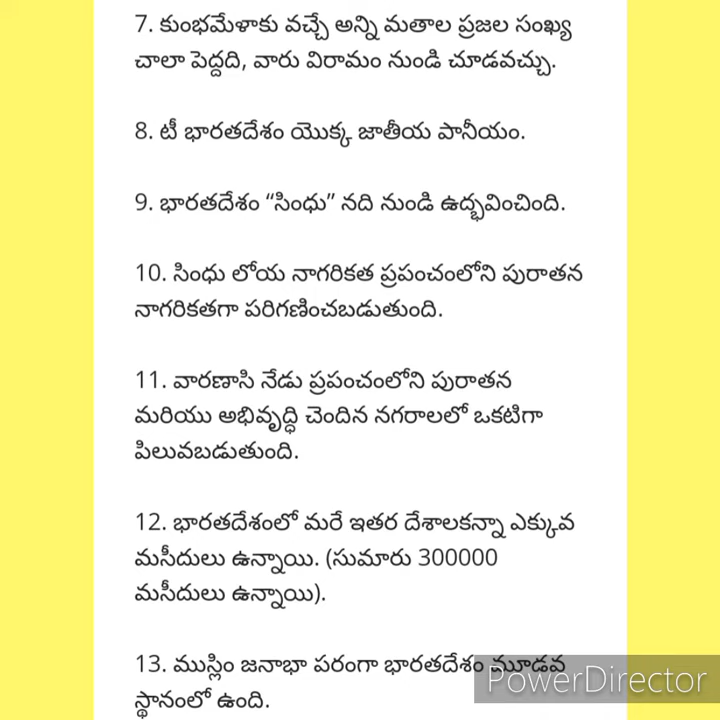 7. కుంభమేళాకు వచ్చే అన్ని మతాల ప్రజల సంఖ్య
చాలా పెద్దది, వారు విరామం నుండి చూడవచ్చు.
8. టీ భారతదేశం యొక్క జాతీయ పానీయం.
9. భారతదేశం “సింధు” నది నుండి ఉద్భవించింది.
10. సింధు లోయ నాగరికత ప్రపంచంలోని పురాతన
నాగరికతగా పరిగణించబడుతుంది.
11. వారణాసి నేడు ప్రపంచంలోని పురాతన
మరియు అభివృద్ధి చెందిన నగరాలలో ఒకటిగా
పిలువబడుతుంది.
12. భారతదేశంలో మరే ఇతర దేశాలకన్నా ఎక్కువ
మసీదులు ఉన్నాయి. (సుమారు 300000
మసీదులు ఉన్నాయి).
13. ముస్లిం జనాభా పరంగా భారతదేశం మూడవ
స్థానంలో ఉంది.
PowerDirector